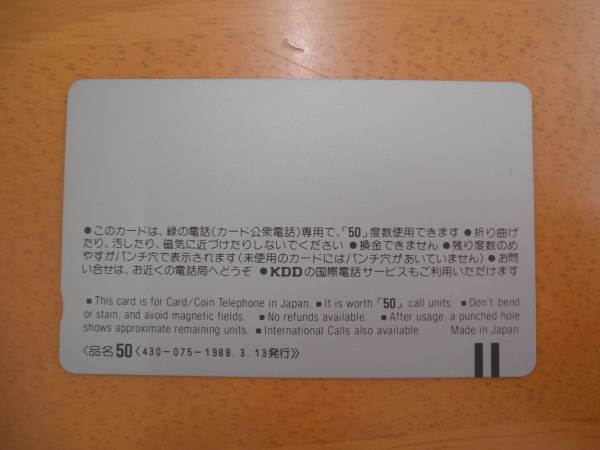 ●このカードは、緑の電話(カード公衆電話)専用で、「50」度数使用できます ●折り曲げ
たり、汚したり、磁気に近づけたりしないでください ●換金できません ●残り度数のめ
やすがパンチ穴で表示されます(未使用のカードにはパンチ穴があいていません) ●お問
い合せは、お近くの電話局へどうぞ ●KDDの国際電話サービスもご利用いただけます
■ This card is for Card/Coin Telephone in Japan. ■ It is worth「50」call units. ■ Don't bend
or stain, and avoid magnetic fields. ■ No refunds available. ■ After usage. a punched hole
shows approximate remaining units. ■ International Calls also available. Made in Japan
〈品名50〈430−075−1988. 3. 13発行〉〉